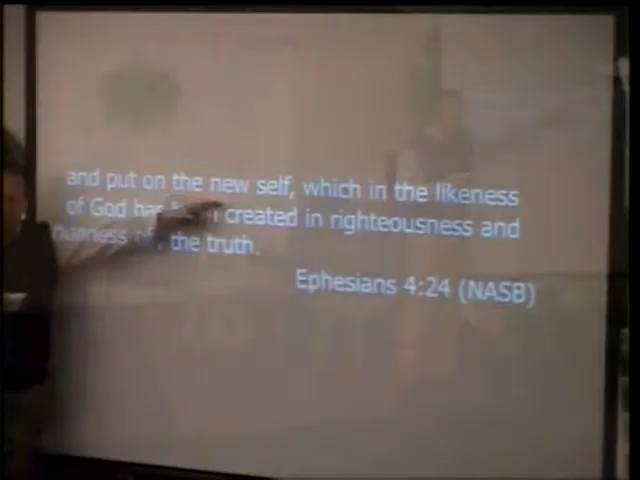 and put on the new self, which in the likeness
of God has created in righteousness and
the truth.
Ephesians 4:24 (NASB)